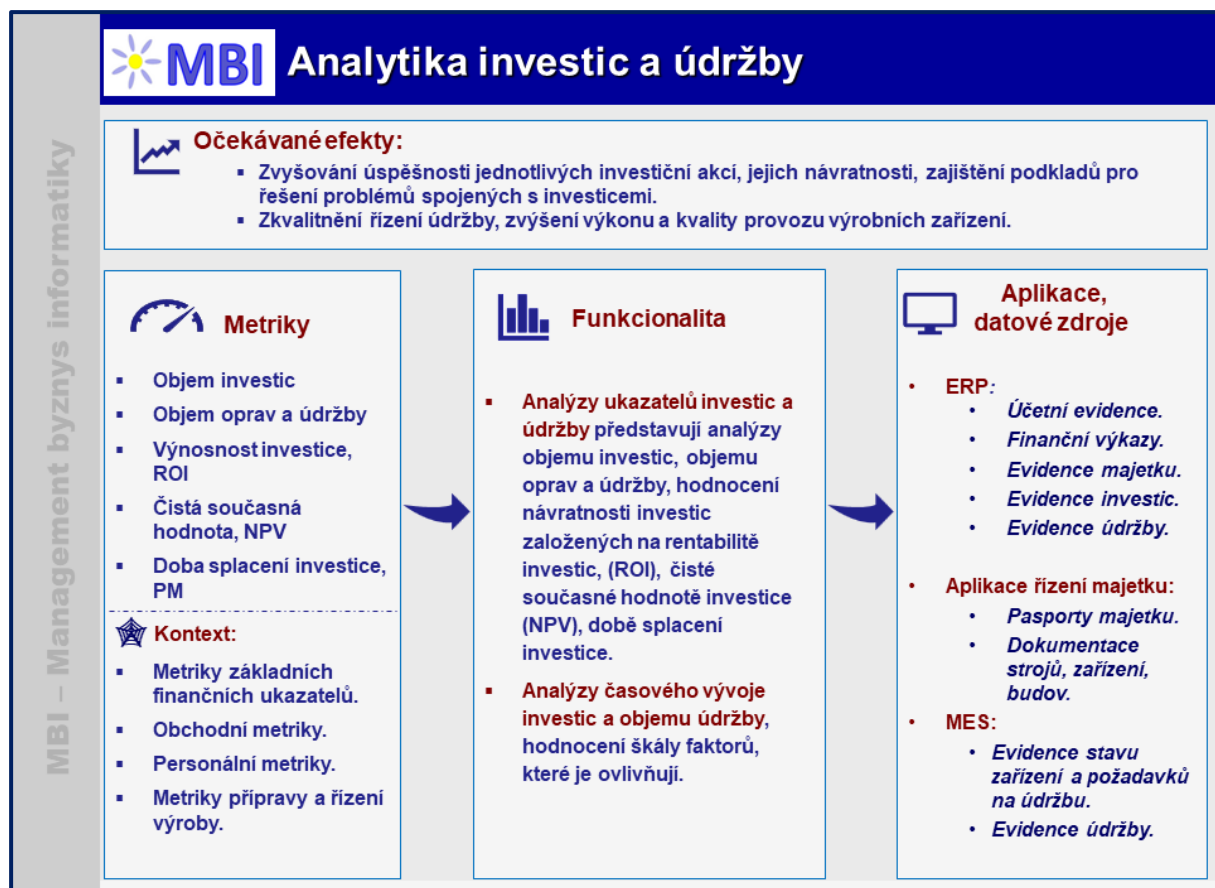 MBI
Analytika investic a údržby
MBI – Management byznys informatiky
Očekávané efekty:
▪ Zvyšování úspěšnosti jednotlivých investiční akcí, jejich návratnosti, zajištění podkladů pro
řešení problémů spojených s investicemi.
▪ Zkvalitnění řízení údržby, zvýšení výkonu a kvality provozu výrobních zařízení.
Metriky
▪ Objem investic
▪ Objem oprav a údržby
▪ Výnosnost investice,
ROI
▪ Čistá současná
hodnota, NPV
▪ Doba splacení investice,
PM
Kontext:
▪ Metriky základních
finančních ukazatelů.
▪ Obchodní metriky.
▪ Personální metriky.
▪ Metriky přípravy a řízení
výroby.
Funkcionalita
▪ Analýzy ukazatelů investic a
údržby představují analýzy
objemu investic, objemu
oprav a údržby, hodnocení
návratnosti investic
založených na rentabilitě
investic, (ROI), čisté
současné hodnotě investice
(NPV), době splacení
investice.
▪ Analýzy časového vývoje
investic a objemu údržby,
hodnocení škály faktorů,
které je ovlivňují.
Aplikace,
datové zdroje
• ERP:
• Účetní evidence.
• Finanční výkazy.
• Evidence majetku.
• Evidence investic.
• Evidence údržby.
• Aplikace řízení majetku:
• Pasporty majetku.
• Dokumentace
strojů, zařízení,
budov.
• MES:
• Evidence stavu
zařízení a požadavků
na údržbu.
• Evidence údržby.